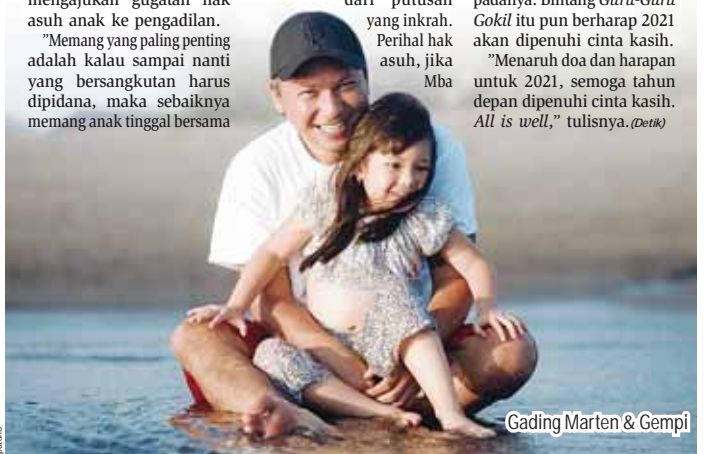 mengajukan gugatan hak
asuh anak ke pengadilan.
"Memang yang paling penting
adalah kalau sampai nanti
yang bersangkutan harus
dipidana, maka sebaiknya
memang anak tinggal bersama
dari putusan
yang inkrah.
Perihal hak
asuh, jika
Mba
padanya. Bintang Guru-Guru
Gokil itu pun berharap 2021
akan dipenuhi cinta kasih.
"Menaruh doa dan harapan
untuk 2021, semoga tahun
depan dipenuhi cinta kasih.
All is well," tulisnya.(Detik)
Gading Marten & Gempi